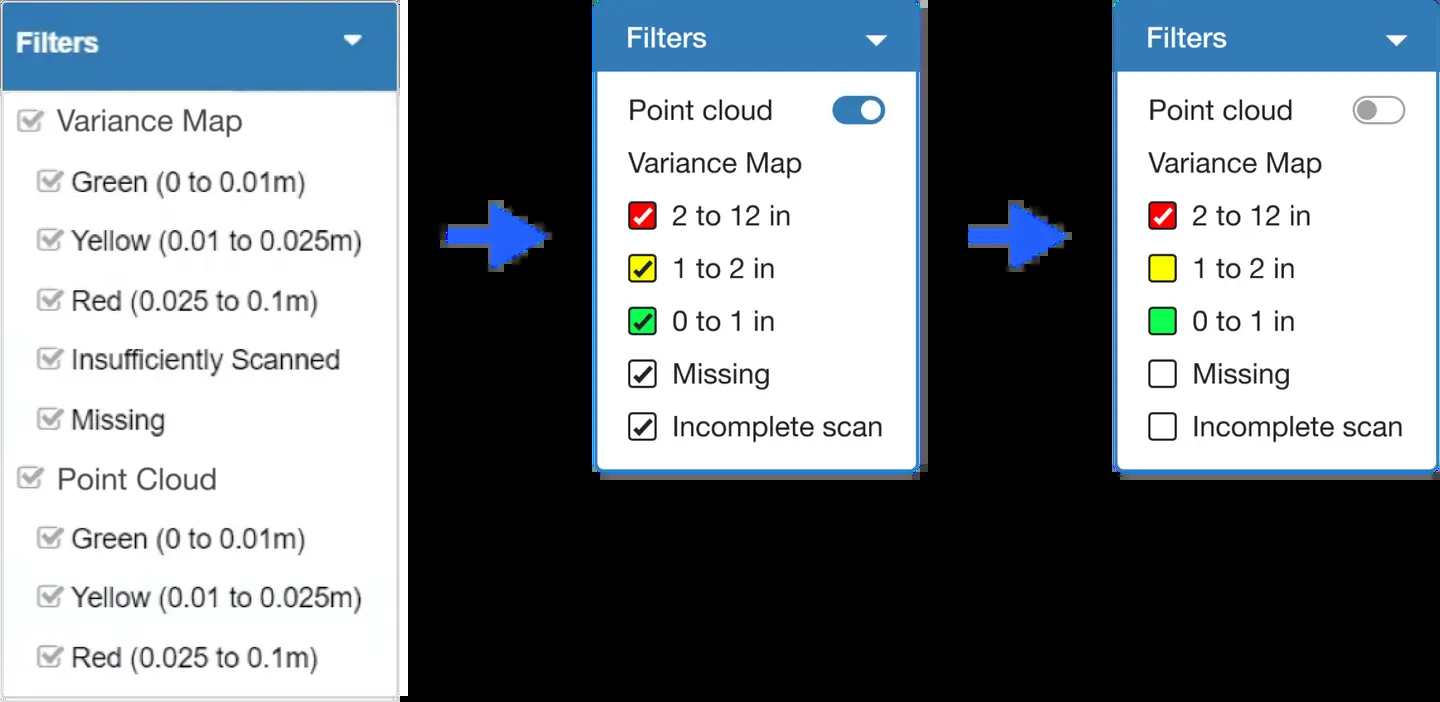 Filters
Variance Map
Green (0 to 0.01m)
Yellow (0.01 to 0.025m)
Red (0.025 to 0.1m)
Insufficiently Scanned
Missing
Point Cloud
Green (0 to 0.01m)
Yellow (0.01 to 0.025m)
Red (0.025 to 0.1m)
Filters
Point cloud
Variance Map
2 to 12 in
1 to 2 in
0 to 1 in
Missing
Incomplete scan
Filters
Point cloud
Variance Map
2 to 12 in
1 to 2 in
0 to 1 in
Missing
Incomplete scan